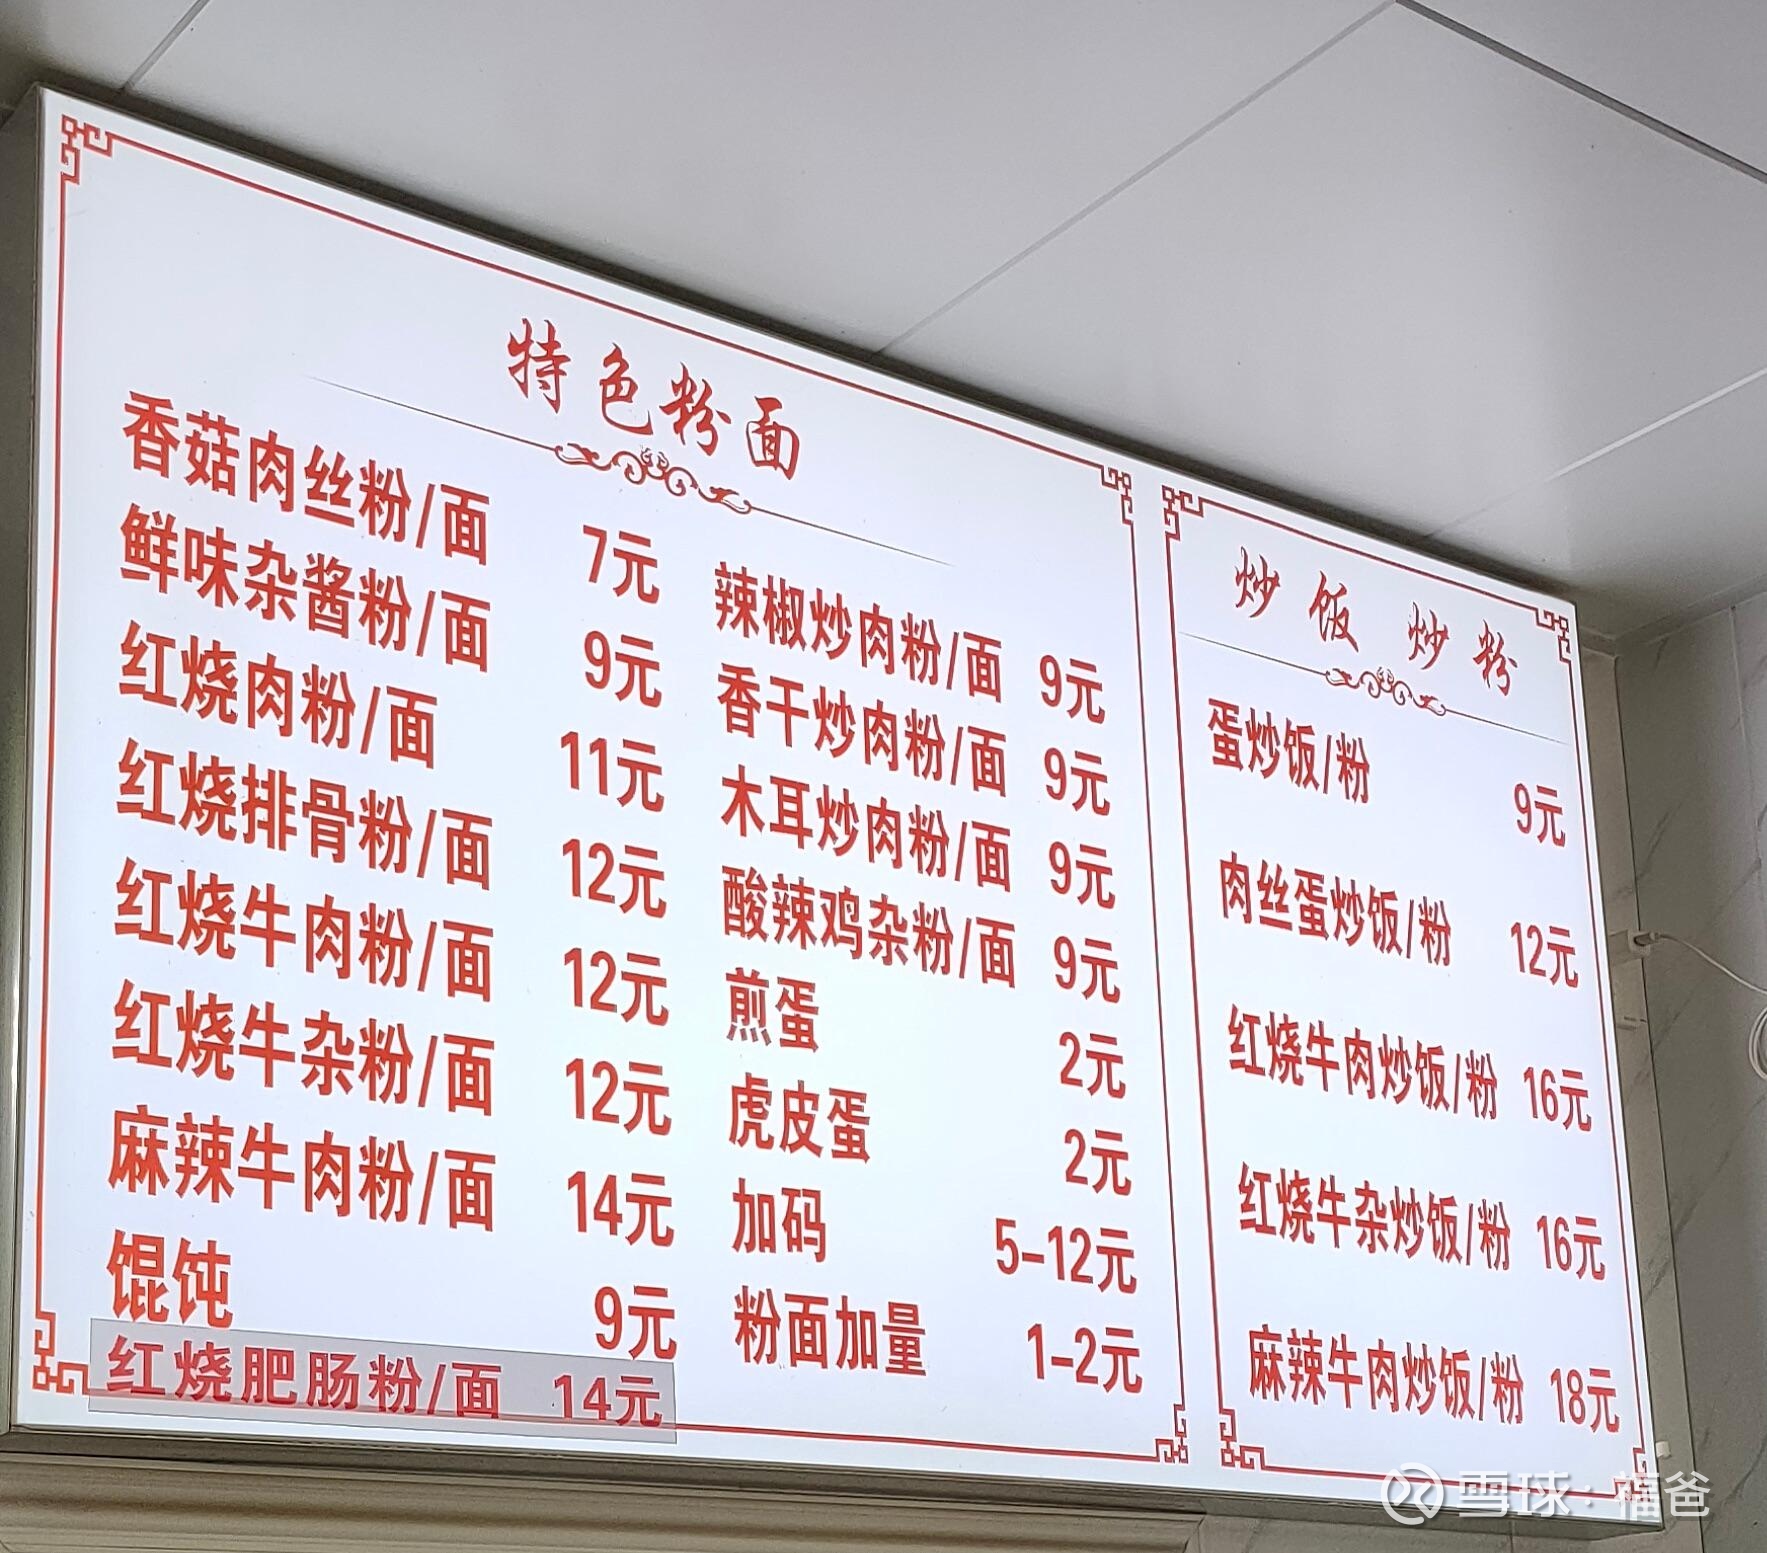 特色粉面
香菇肉丝粉/面 7元
鲜味杂酱粉/面 9元
红烧肉粉/面 11元
红烧排骨粉/面 12元
红烧牛肉粉/面 12元
红烧牛杂粉/面 12元
麻辣牛肉粉/面 14元
馄饨 9元
红烧肥肠粉/面 14元
辣椒炒肉粉/面 9元
香干炒肉粉/面 9元
木耳炒肉粉/面 9元
酸辣鸡杂粉/面 9元
煎蛋 2元
虎皮蛋 2元
加码 5-12元
粉面加量 1-2元
炒饭 炒粉
蛋炒饭/粉 9元
肉丝蛋炒饭/粉 12元
红烧牛肉炒饭/粉 16元
红烧牛杂炒饭/粉 16元
麻辣牛肉炒饭/粉 18元
雪球：福爸